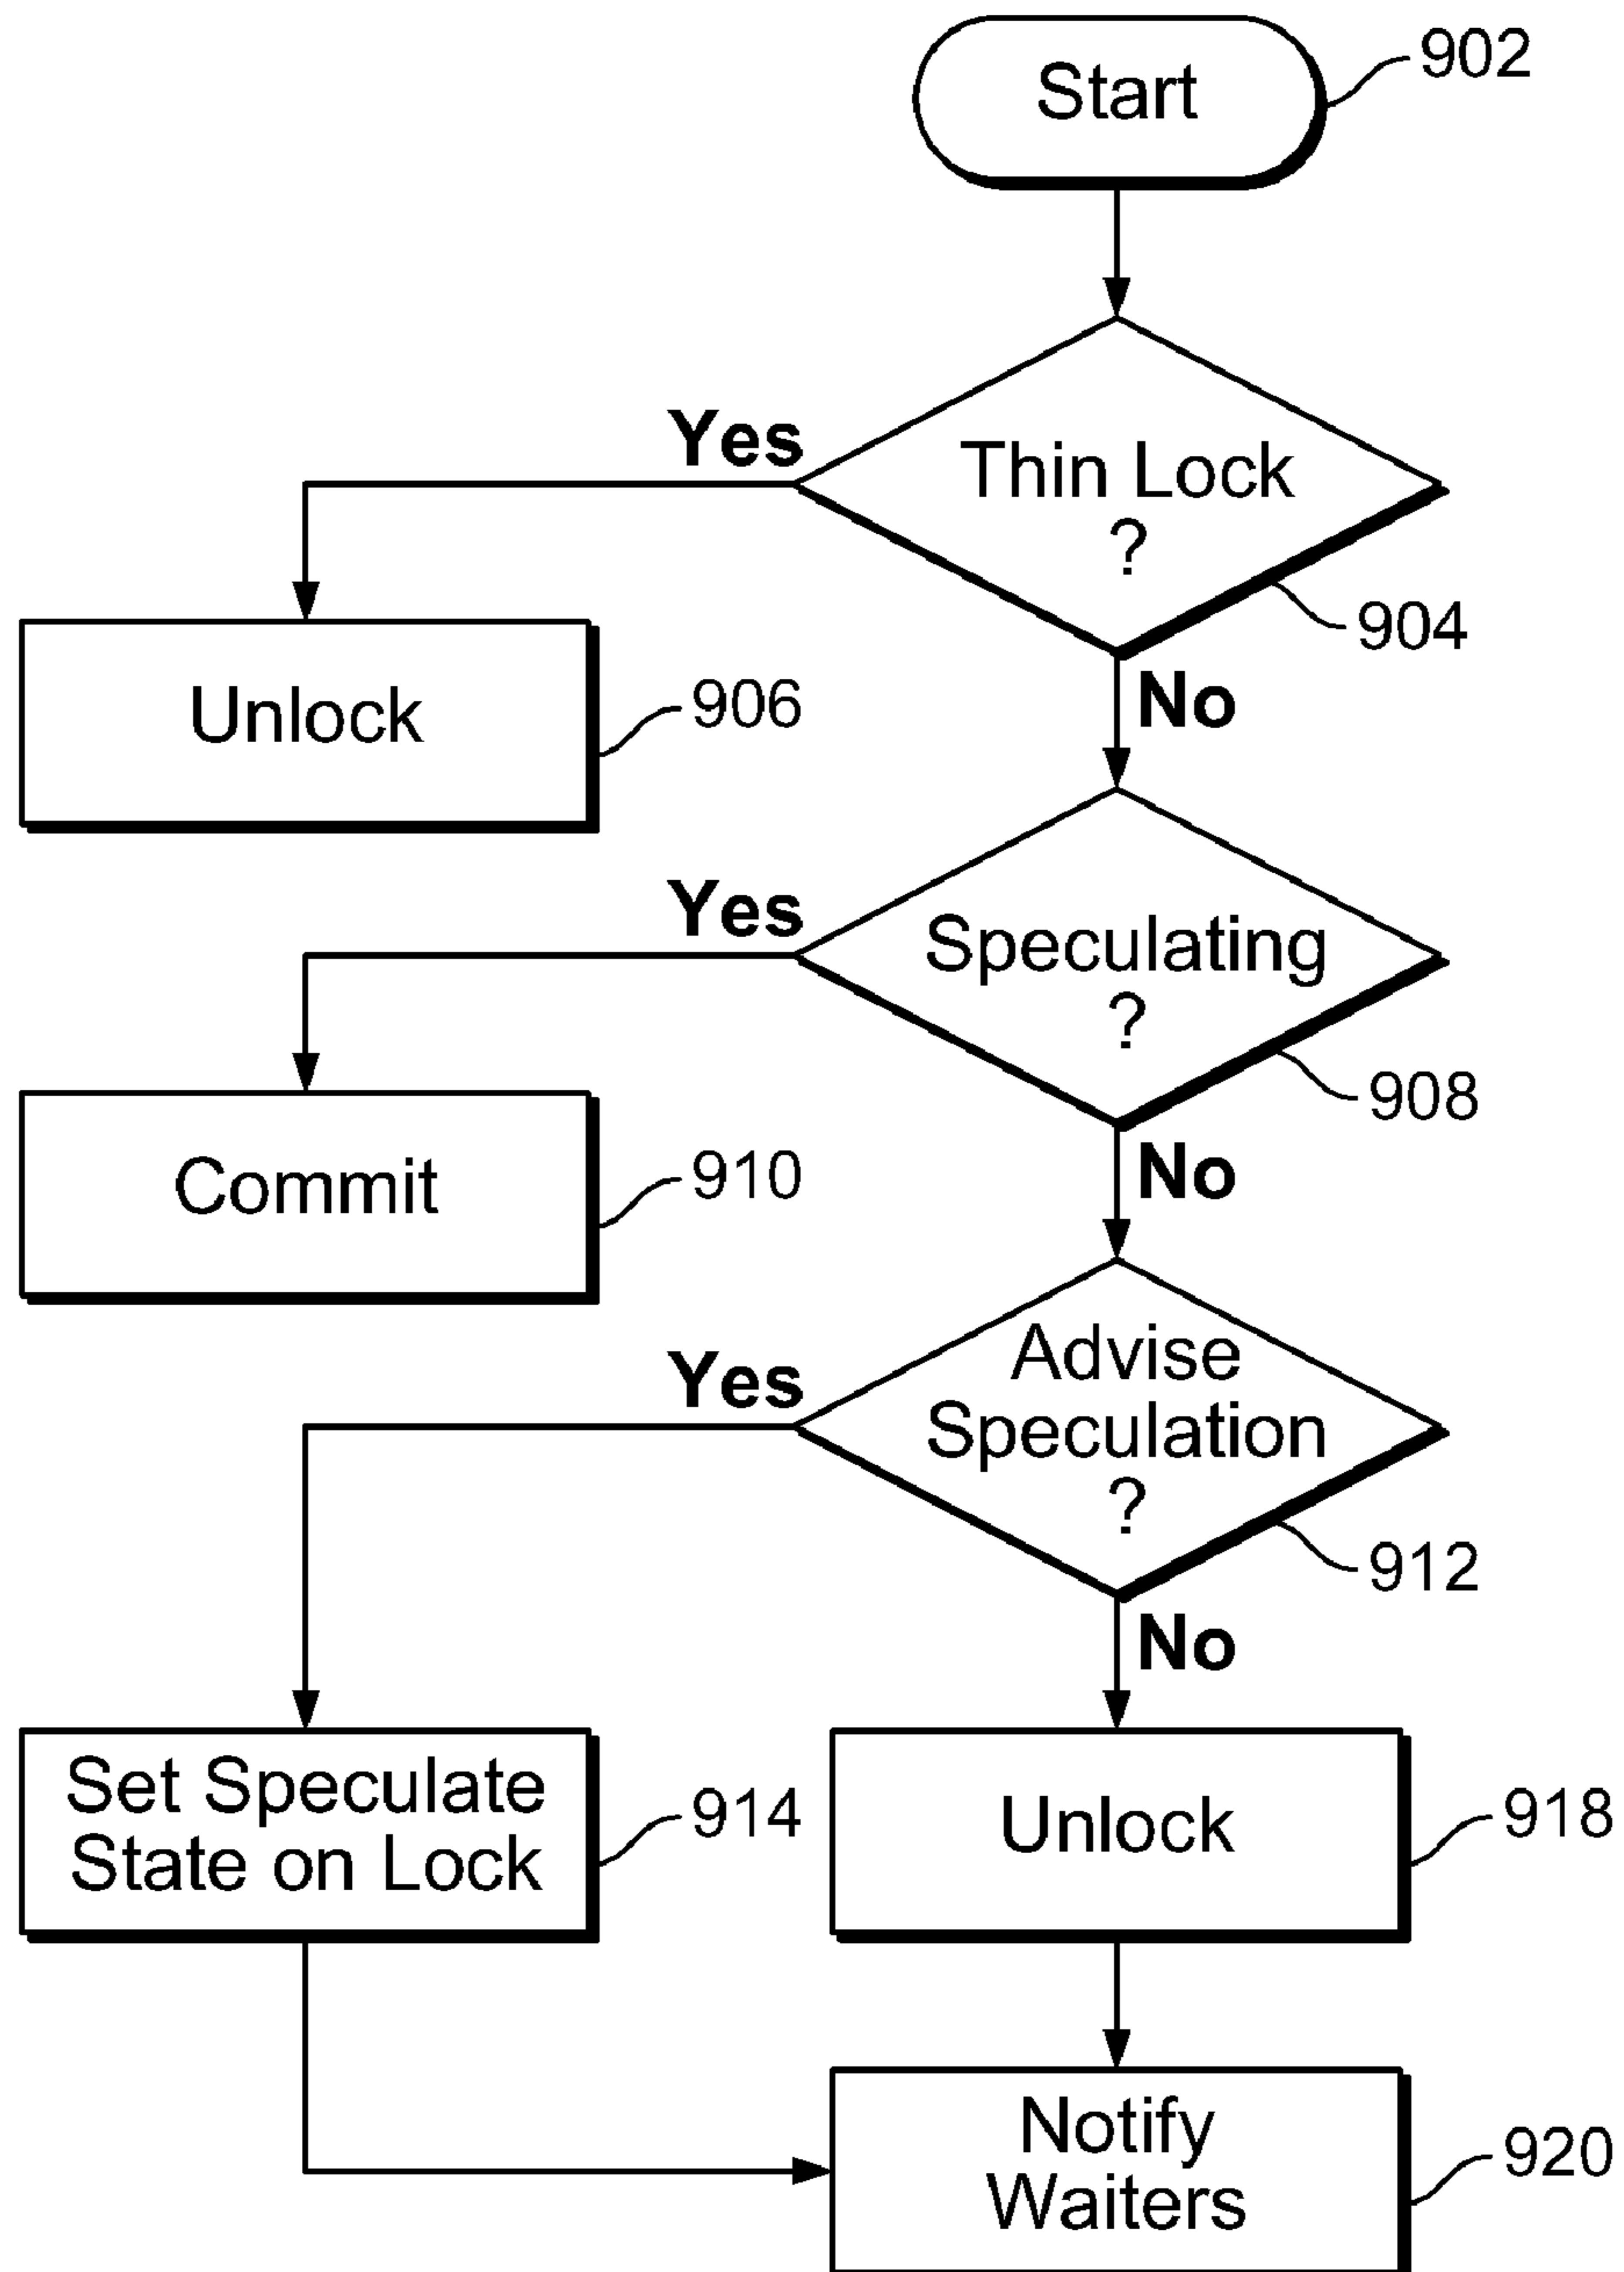 Start
902
Yes
Thin Lock
?
904
No
Unlock
906
Yes
Speculating
?
908
No
Commit
910
Yes
Advise
Speculation
?
912
No
Set Speculate
State on Lock
914
Unlock
918
Notify
Waiters
920